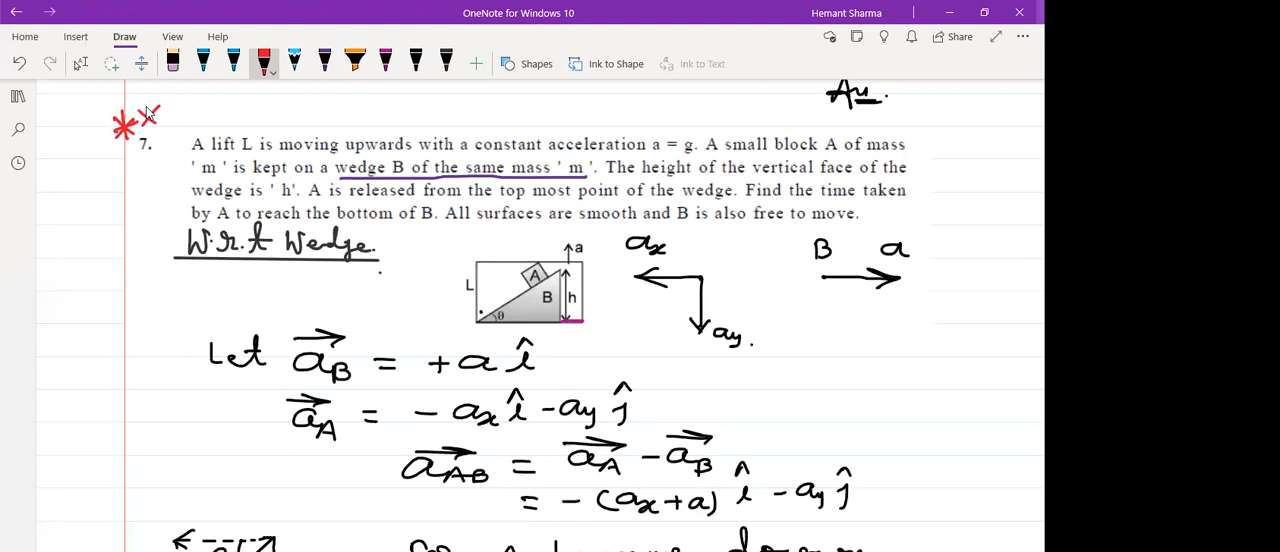 OneNote for Windows 10
Hemant Sharma
Home Insert Draw View Help
Share
Shapes Ink to Shape Ink to Text
Ans.
7. A lift L is moving upwards with a constant acceleration a = g. A small block A of mass
' m ' is kept on a wedge B of the same mass ' m '. The height of the vertical face of the
wedge is ' h'. A is released from the top most point of the wedge. Find the time taken
by A to reach the bottom of B. All surfaces are smooth and B is also free to move.
W.r.t Wedge.
a
L
A
B
h
θ
ax
ay.
B a
Let a⃗B = +a î
a⃗A = - ax î - ay ĵ
a⃗AB = a⃗A - a⃗B
= - (ax + a) î - ay ĵ